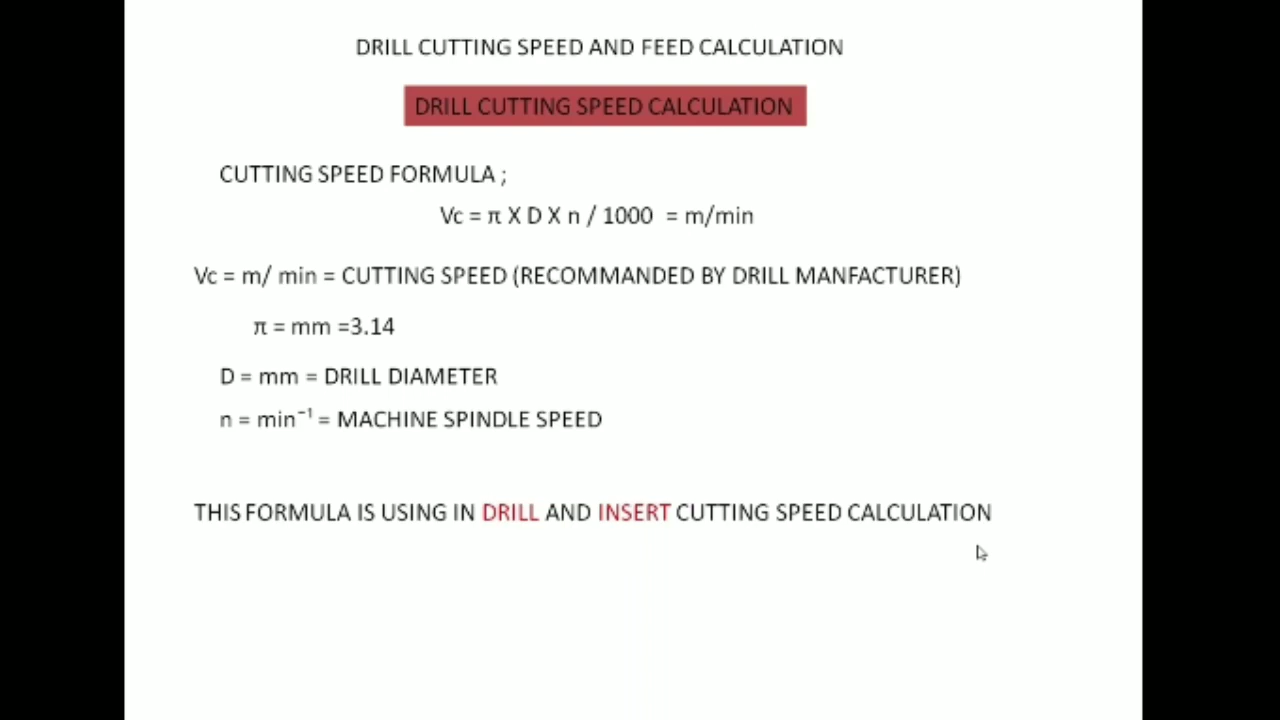 DRILL CUTTING SPEED AND FEED CALCULATION
DRILL CUTTING SPEED CALCULATION
CUTTING SPEED FORMULA ;
Vc = π X D X n / 1000 = m/min
Vc = m/ min = CUTTING SPEED (RECOMMANDED BY DRILL MANFACTURER)
π = mm =3.14
D = mm = DRILL DIAMETER
n = min⁻¹ = MACHINE SPINDLE SPEED
THIS FORMULA IS USING IN DRILL AND INSERT CUTTING SPEED CALCULATION